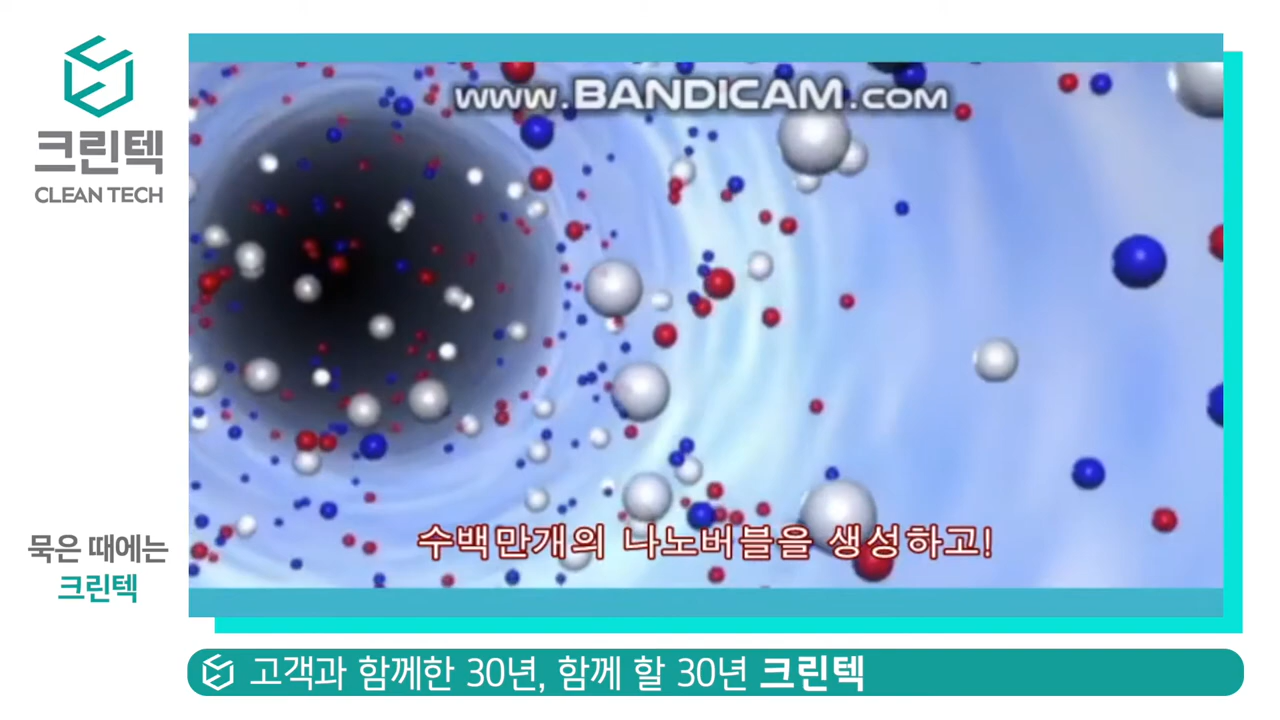 크린텍
CLEAN TECH
www.BANDICAM.com
수백만개의 나노버블을 생성하고!
묵은 때에는
크린텍
고객과 함께한 30년, 함께 할 30년 크린텍